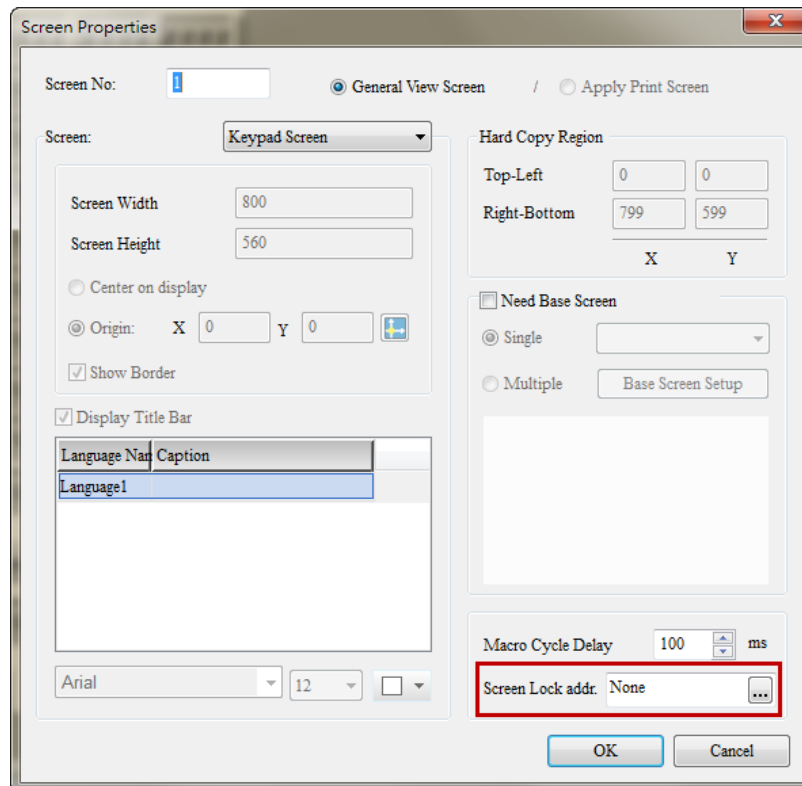 Screen Properties
Screen No: 1 General View Screen / Apply Print Screen
Screen: Keypad Screen
Screen Width 800
Screen Height 560
Center on display
Origin: X 0 Y 0
Show Border
Display Title Bar
Language Nan Caption
Language1
Arial 12
Hard Copy Region
Top-Left 0 0
Right-Bottom 799 599
X Y
Need Base Screen
Single
Multiple Base Screen Setup
Macro Cycle Delay 100 ms
Screen Lock addr. None ...
OK Cancel